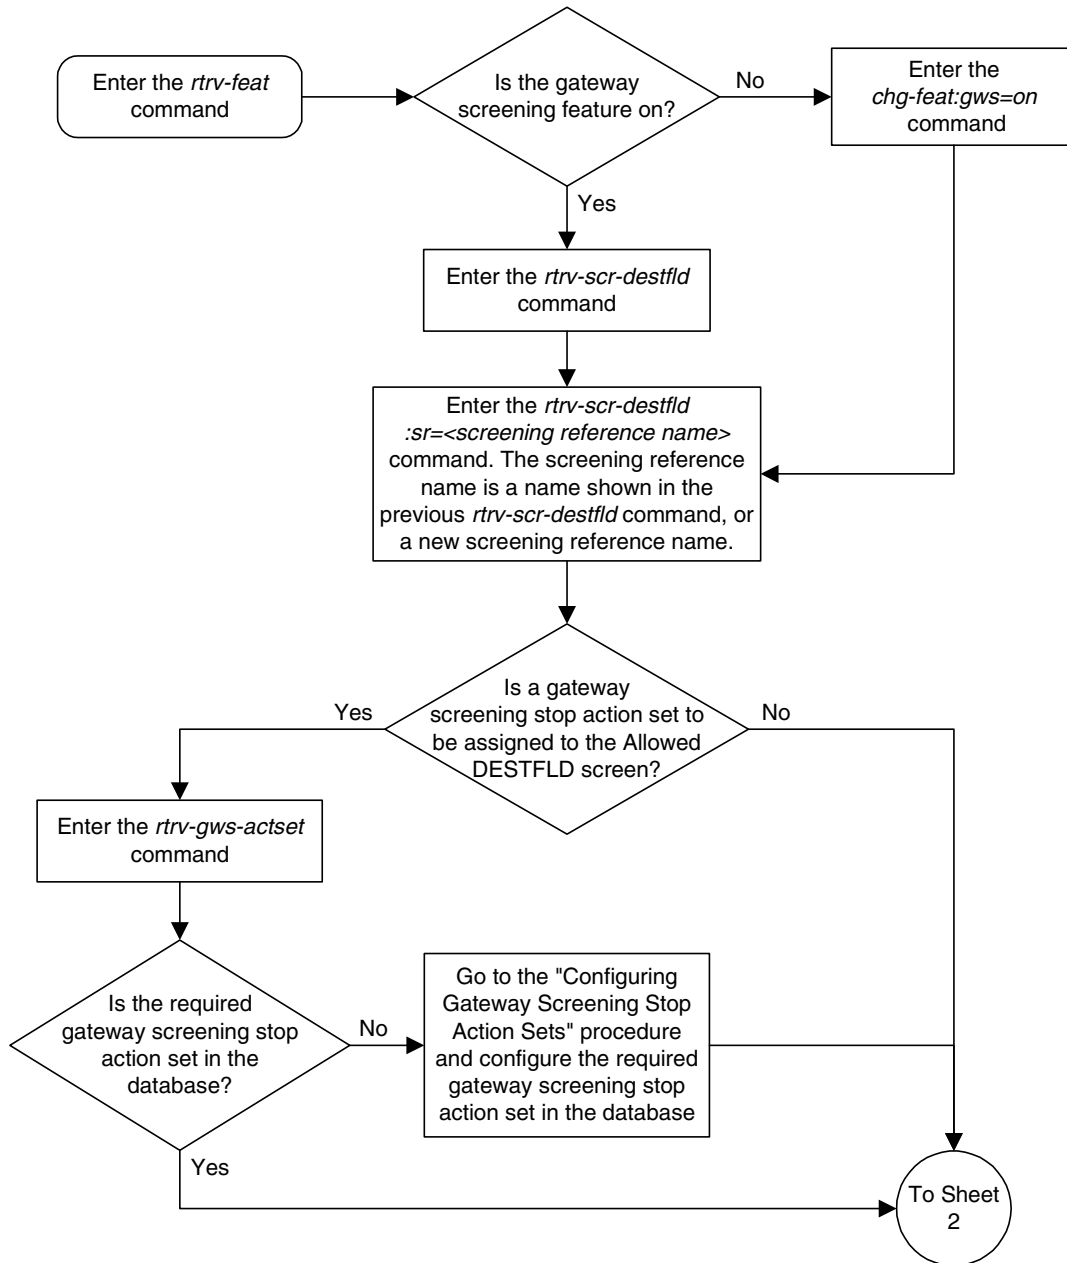 Enter the rtrv-feat
command
Is the gateway
screening feature on?
No
Enter the
chg-feat:gws=on
command
Yes
Enter the rtrv-scr-destfld
command
Enter the rtrv-scr-destfld
:sr=<screening reference name>
command. The screening reference
name is a name shown in the
previous rtrv-scr-destfld command, or
a new screening reference name.
Is a gateway
screening stop action set to
be assigned to the Allowed
DESTFLD screen?
Yes
No
Enter the rtrv-gws-actset
command
Is the required
gateway screening stop
action set in the
database?
No
Go to the "Configuring
Gateway Screening Stop
Action Sets" procedure
and configure the required
gateway screening stop
action set in the database
Yes
To Sheet
2